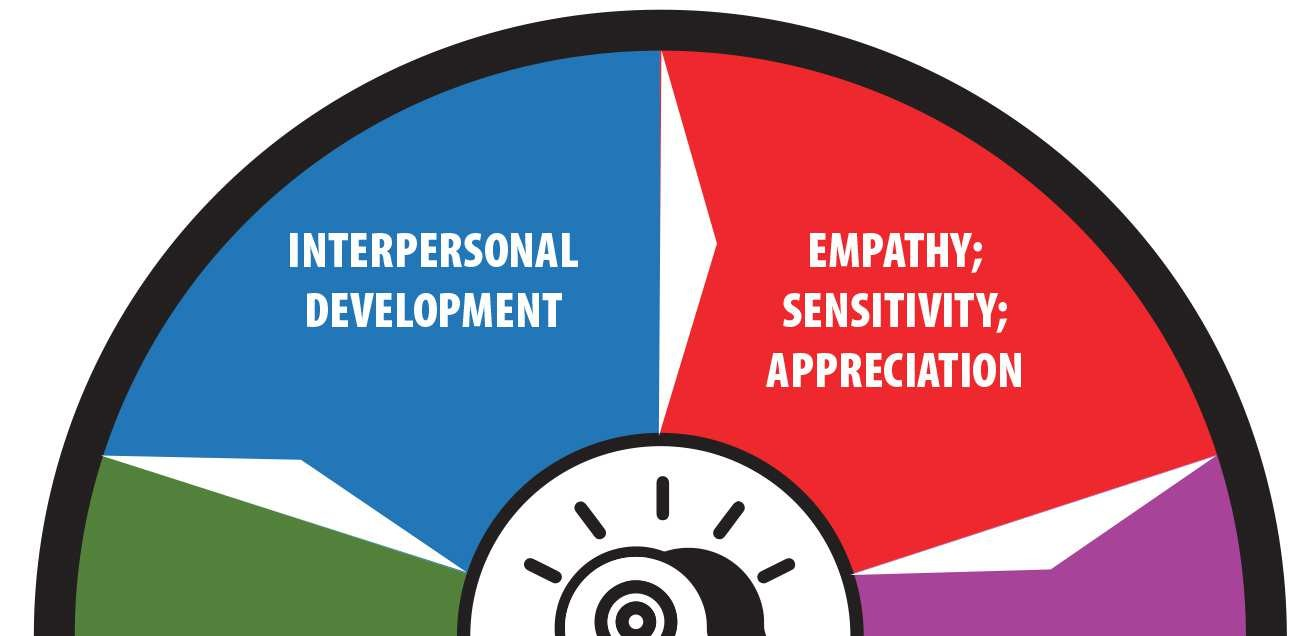 INTERPERSONAL
DEVELOPMENT
EMPATHY;
SENSITIVITY;
APPRECIATION